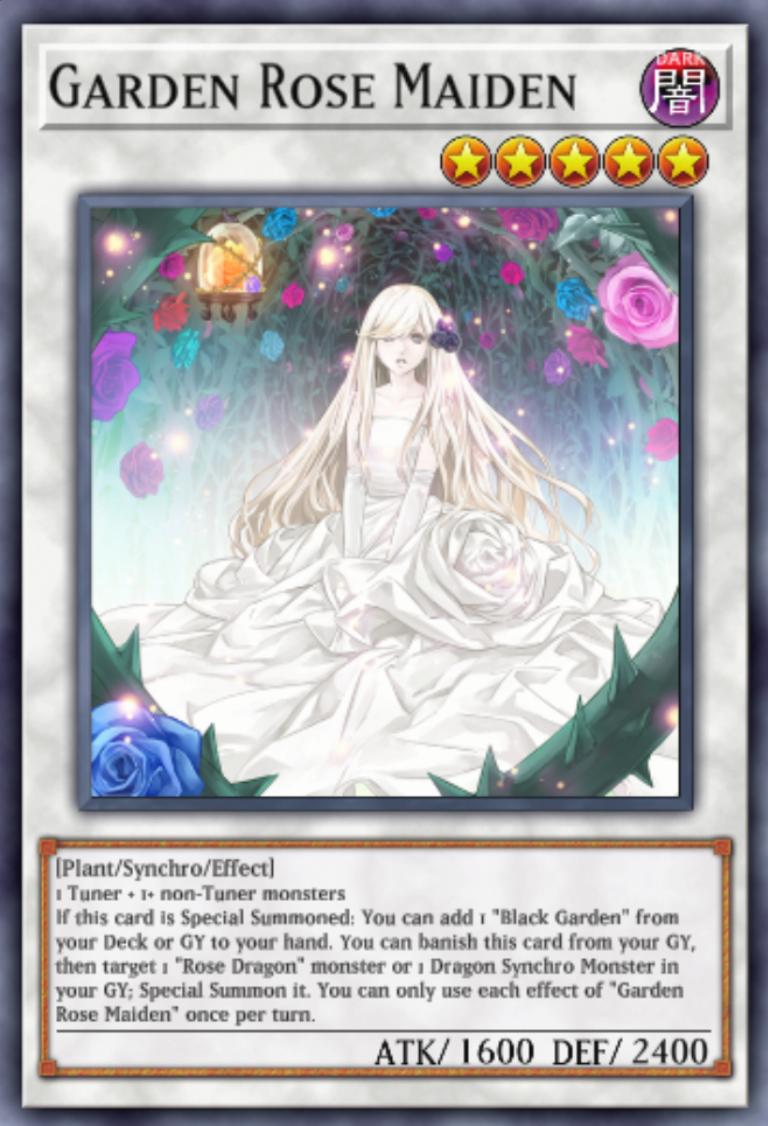 GARDEN ROSE MAIDEN
DARK
闇
[Plant/Synchro/Effect]
1 Tuner + 1+ non-Tuner monsters
If this card is Special Summoned: You can add 1 "Black Garden" from
your Deck or GY to your hand. You can banish this card from your GY,
then target 1 "Rose Dragon" monster or 1 Dragon Synchro Monster in
your GY; Special Summon it. You can only use each effect of "Garden
Rose Maiden" once per turn.
ATK/ 1600 DEF/ 2400